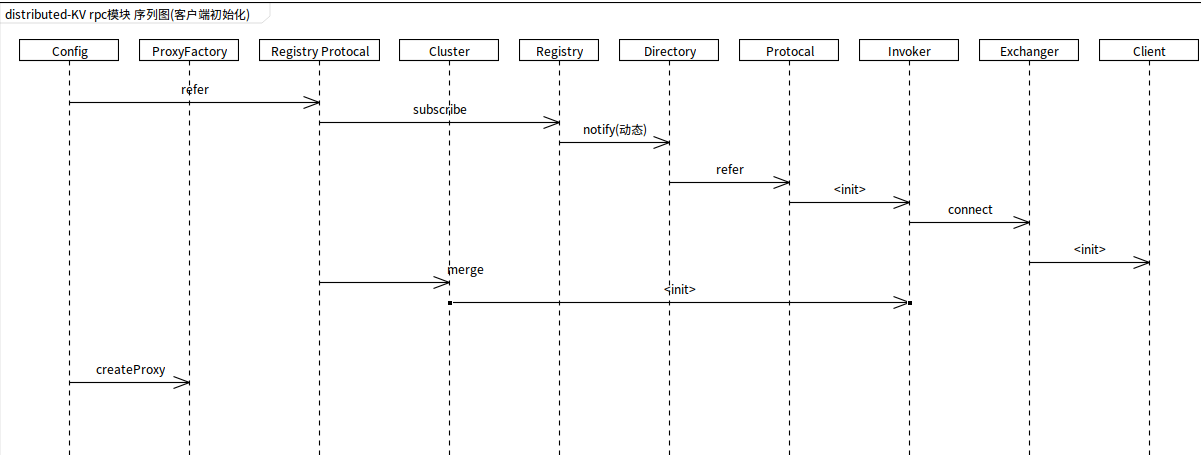 distributed-KV rpc模块 序列图(客户端初始化)
Config
ProxyFactory
Registry Protocal
Cluster
Registry
Directory
Protocal
Invoker
Exchanger
Client
refer
subscribe
notify(动态)
refer
<init>
connect
<init>
merge
<init>
createProxy